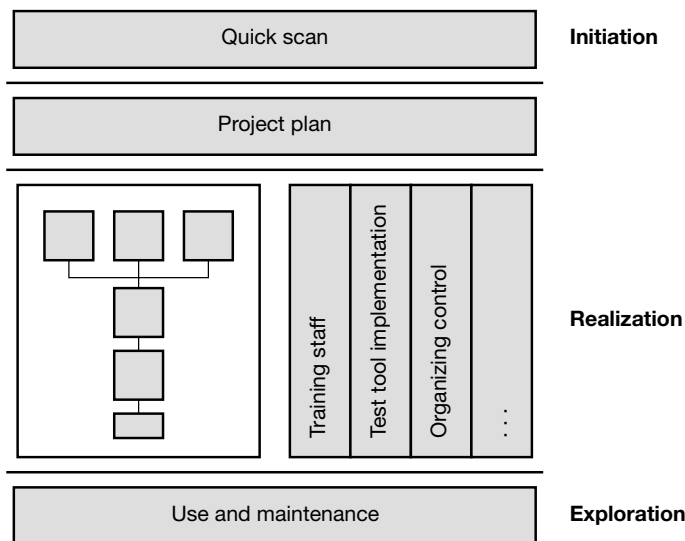 Quick scan
Initiation
Project plan
Training staff
Test tool implementation
Organizing control
. . .
Realization
Use and maintenance
Exploration